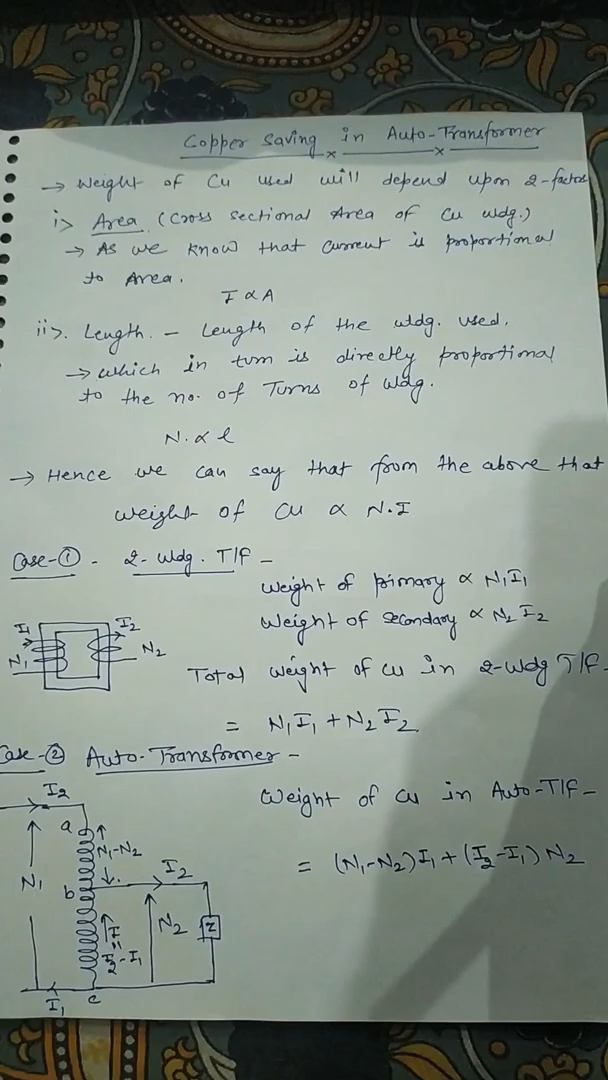 Copper Saving in Auto-Transformer
→ Weight of Cu used will depend upon 2-factors
i>. Area (Cross sectional Area of Cu wdg.)
→ As we know that current is proportional
to Area.
I ∝ A
ii>. Length. - Length of the wdg. used.
→ which in turn is directly proportional
to the no. of Turns of wdg.
N. ∝ l
→ Hence we can say that from the above that
weight of Cu ∝ N.I
Case-① - 2-wdg. T/f -
Weight of primary ∝ N₁I₁
Weight of secondary ∝ N₂I₂
I₁ I₂
N₁ N₂
Total weight of Cu in 2-wdg T/f-
= N₁I₁ + N₂I₂
Case-② Auto-Transformer -
Weight of Cu in Auto-T/f-
= (N₁-N₂)I₁ + (I₂-I₁)N₂
I₂
a
N₁-N₂
N₁
b
I₂
N₂
Z
I = I₂-I₁
I₁
c